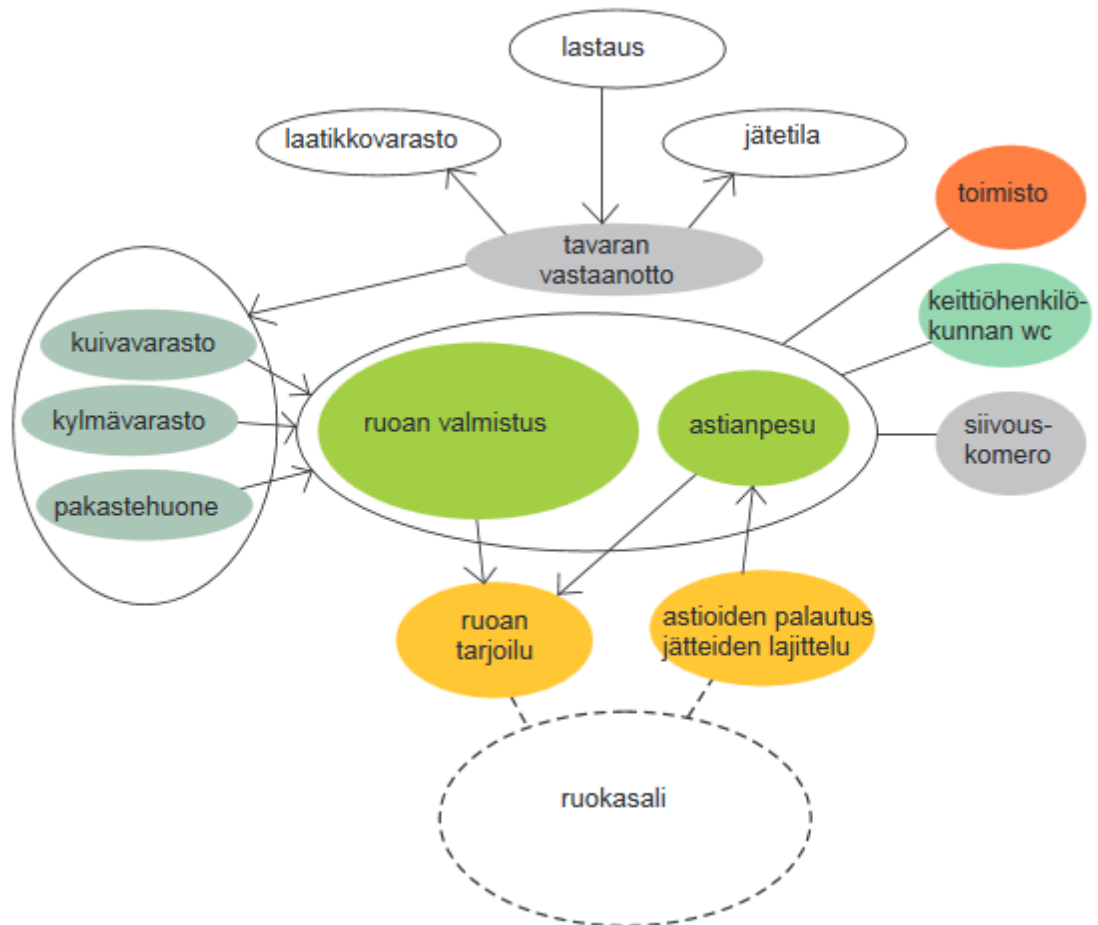 lastaus
laatikkovarasto
jätetila
toimisto
tavaran
vastaanotto
keittiöhenkilö-
kunnan wc
kuivavarasto
kylmävarasto
pakastehuone
ruoan valmistus
astianpesu
siivous-
komero
ruoan
tarjoilu
astioiden palautus
jätteiden lajittelu
ruokasali